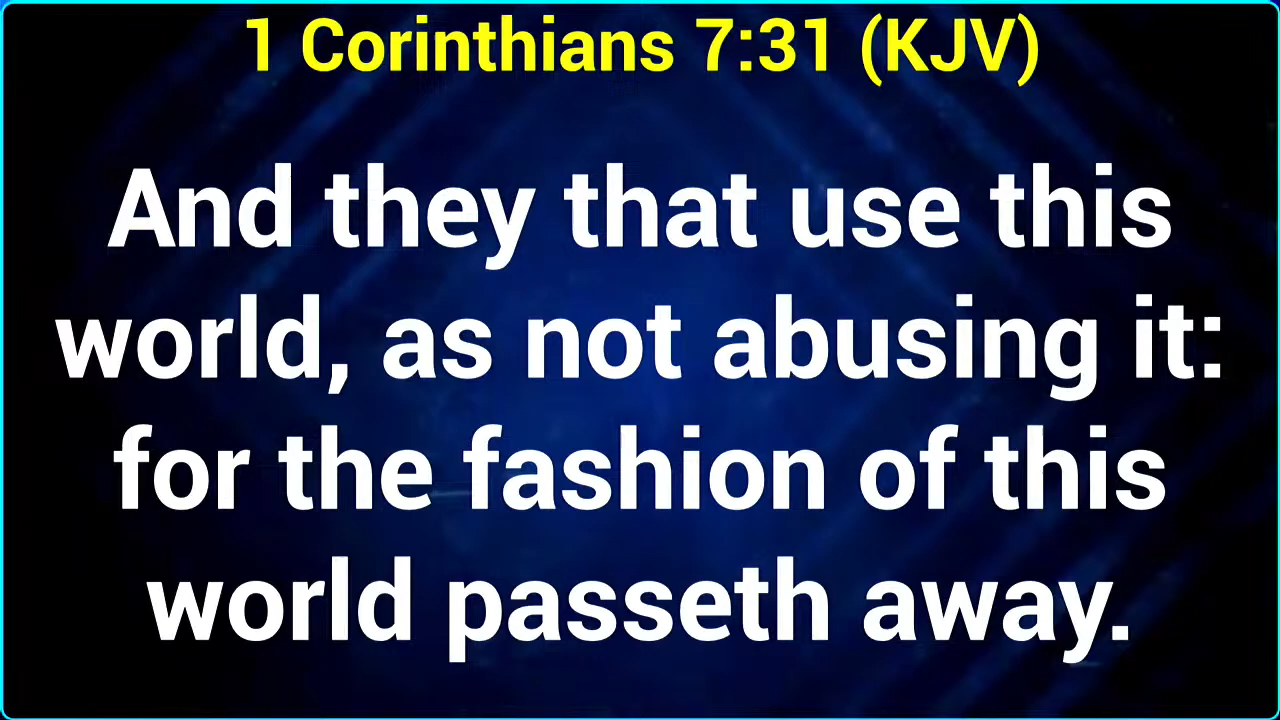 1 Corinthians 7:31 (KJV)
And they that use this
world, as not abusing it:
for the fashion of this
world passeth away.